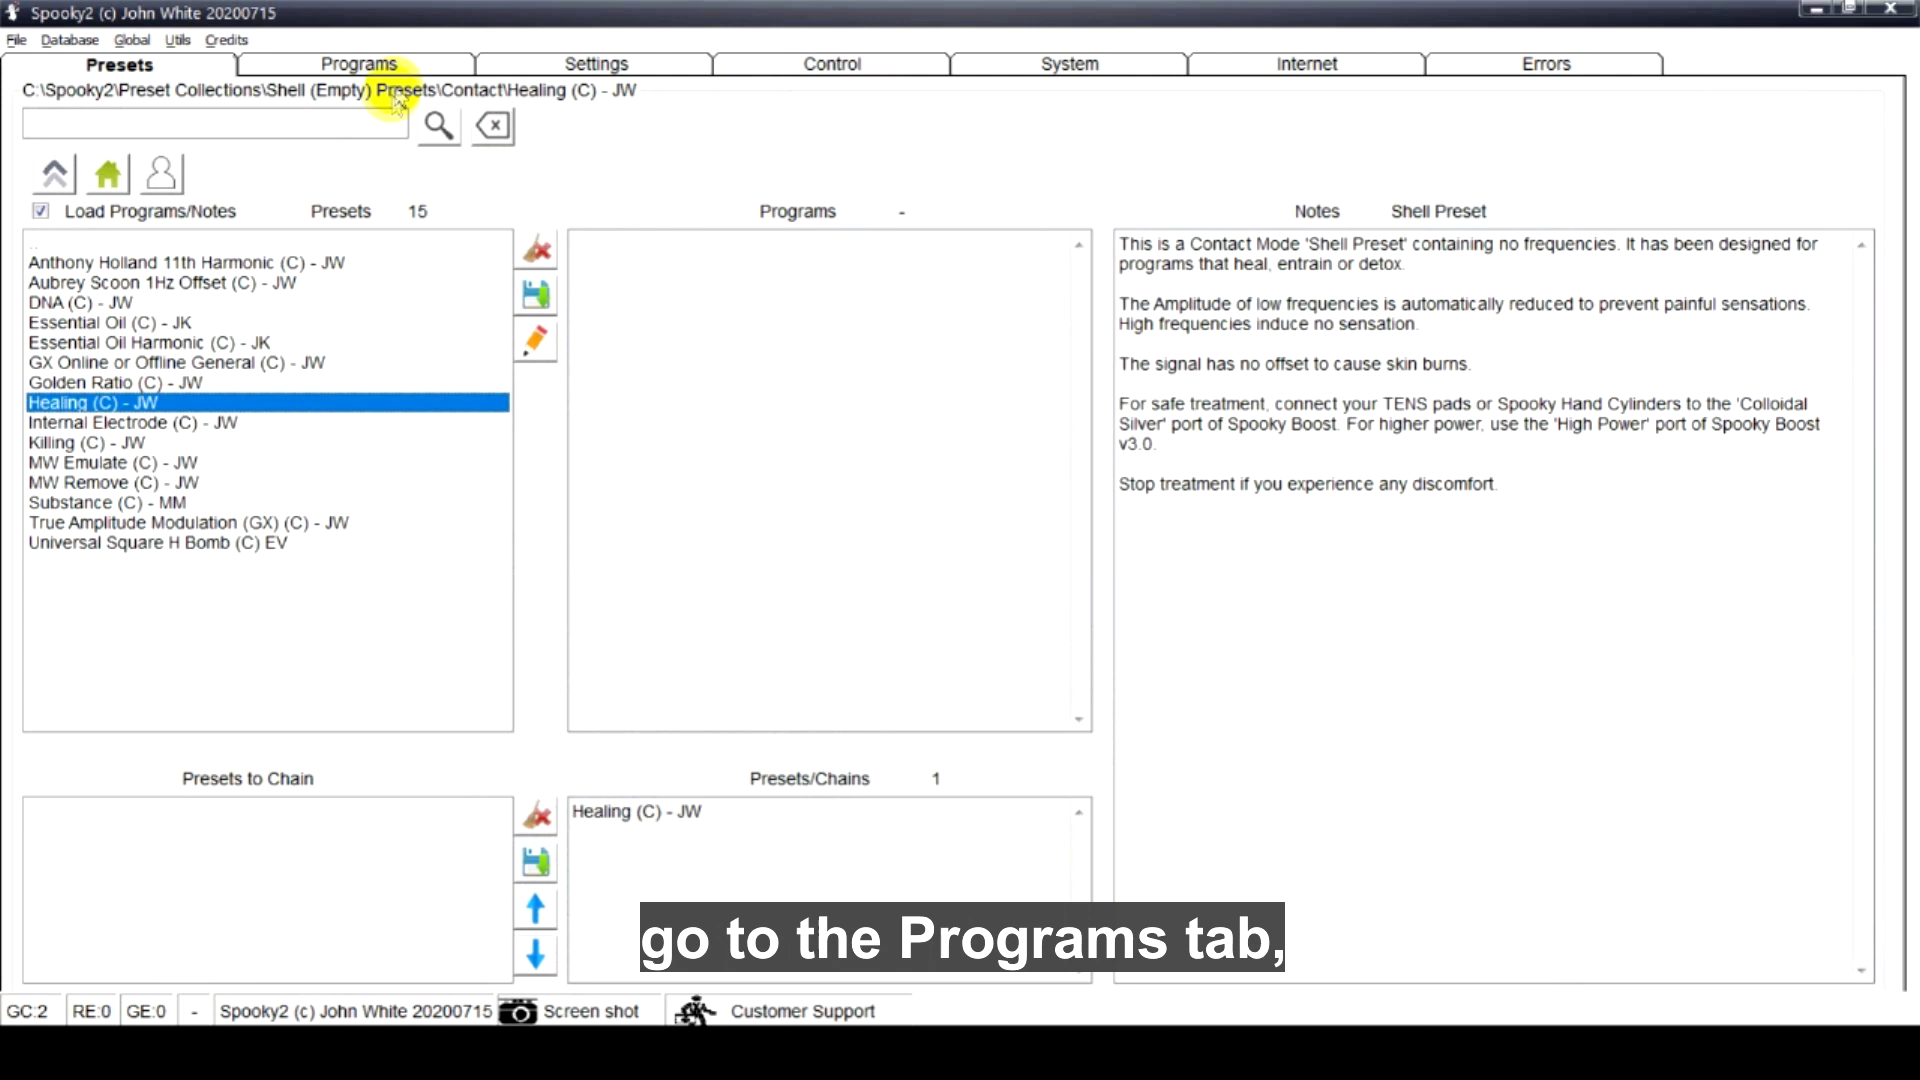 Spooky2 (c) John White 20200715
File Database Global Utils Credits
Presets Programs Settings Control System Internet Errors
C:\Spooky2\Preset Collections\Shell (Empty) Presets\Contact\Healing (C) - JW
Load Programs/Notes Presets 15 Programs - Notes Shell Preset
..
Anthony Holland 11th Harmonic (C) - JW
Aubrey Scoon 1Hz Offset (C) - JW
DNA (C) - JW
Essential Oil (C) - JK
Essential Oil Harmonic (C) - JK
GX Online or Offline General (C) - JW
Golden Ratio (C) - JW
Healing (C) - JW
Internal Electrode (C) - JW
Killing (C) - JW
MW Emulate (C) - JW
MW Remove (C) - JW
Substance (C) - MM
True Amplitude Modulation (GX) (C) - JW
Universal Square H Bomb (C) EV
This is a Contact Mode 'Shell Preset' containing no frequencies. It has been designed for
programs that heal, entrain or detox.
The Amplitude of low frequencies is automatically reduced to prevent painful sensations.
High frequencies induce no sensation.
The signal has no offset to cause skin burns.
For safe treatment, connect your TENS pads or Spooky Hand Cylinders to the 'Colloidal
Silver' port of Spooky Boost. For higher power, use the 'High Power' port of Spooky Boost
v3.0.
Stop treatment if you experience any discomfort.
Presets to Chain Presets/Chains 1
Healing (C) - JW
go to the Programs tab,
GC:2 RE:0 GE:0 - Spooky2 (c) John White 20200715 Screen shot Customer Support